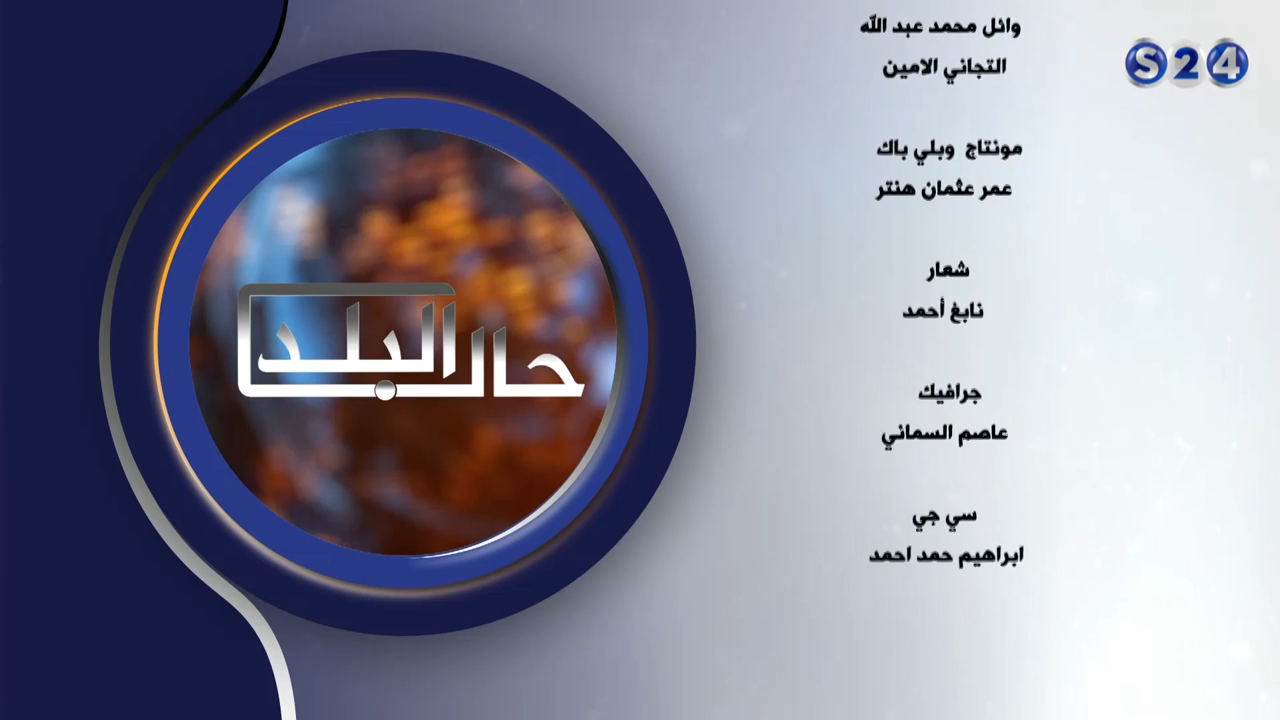 وائل محمد عبد الله
التجاني الامين
مونتاج وبلي باك
عمر عثمان هنتر
شعار
نابغ أحمد
جرافيك
عاصم السماني
سي جي
ابراهيم حمد احمد
S24
حال البلد